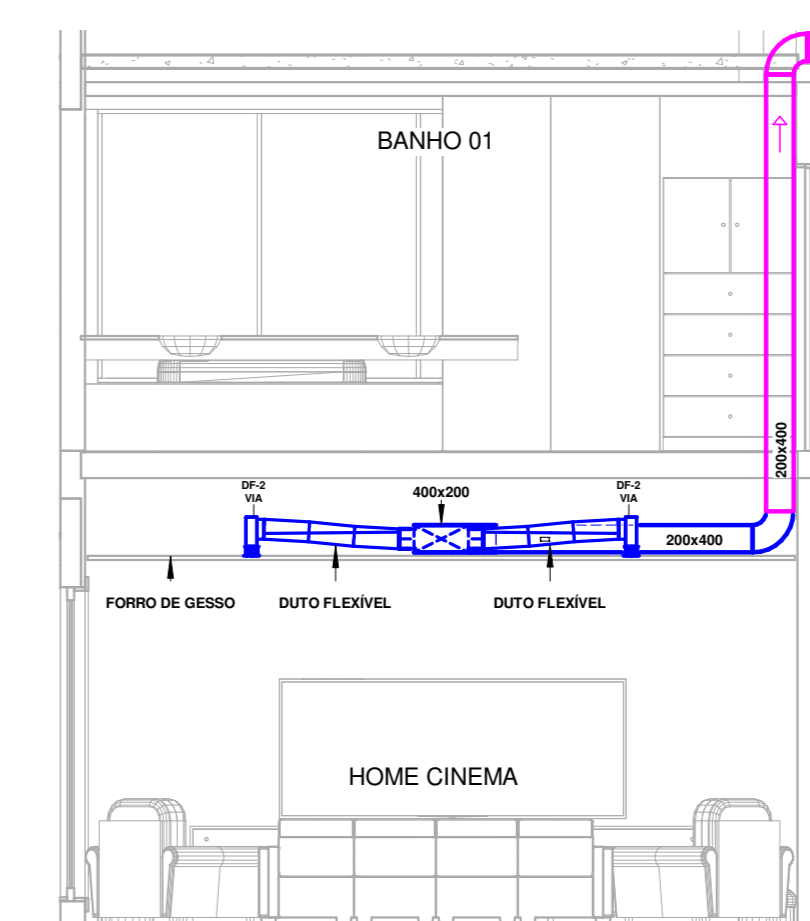 BANHO 01
200x400
DF-2
VIA
400x200
DF-2
VIA
200x400
FORRO DE GESSO
DUTO FLEXÍVEL
DUTO FLEXÍVEL
HOME CINEMA